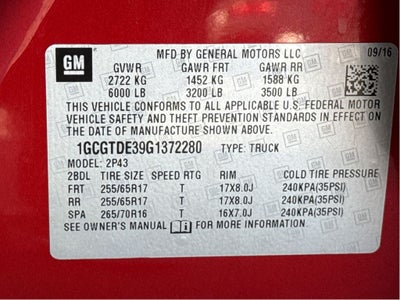 GM
MFD BY GENERAL MOTORS LLC 09/16
GVWR GAWR FRT GAWR RR
2722 KG 1452 KG 1588 KG
6000 LB 3200 LB 3500 LB
THIS VEHICLE CONFORMS TO ALL APPLICABLE U.S. FEDERAL MOTOR
VEHICLE SAFETY AND THEFT PREVENTION STANDARDS IN EFFECT ON
THE DATE OF MANUFACTURE SHOWN ABOVE.
1GCGTDE39G1372280 TYPE: TRUCK
MODEL: 2P43
2BDL TIRE SIZE SPEED RTG RIM COLD TIRE PRESSURE
FRT 255/65R17 T 17X8.0J 240KPA(35PSI)
RR 255/65R17 T 17X8.0J 240KPA(35PSI)
SPA 265/70R16 T 16X7.0J 240KPA(35PSI)
SEE OWNER'S MANUAL FOR MORE INFORMATION